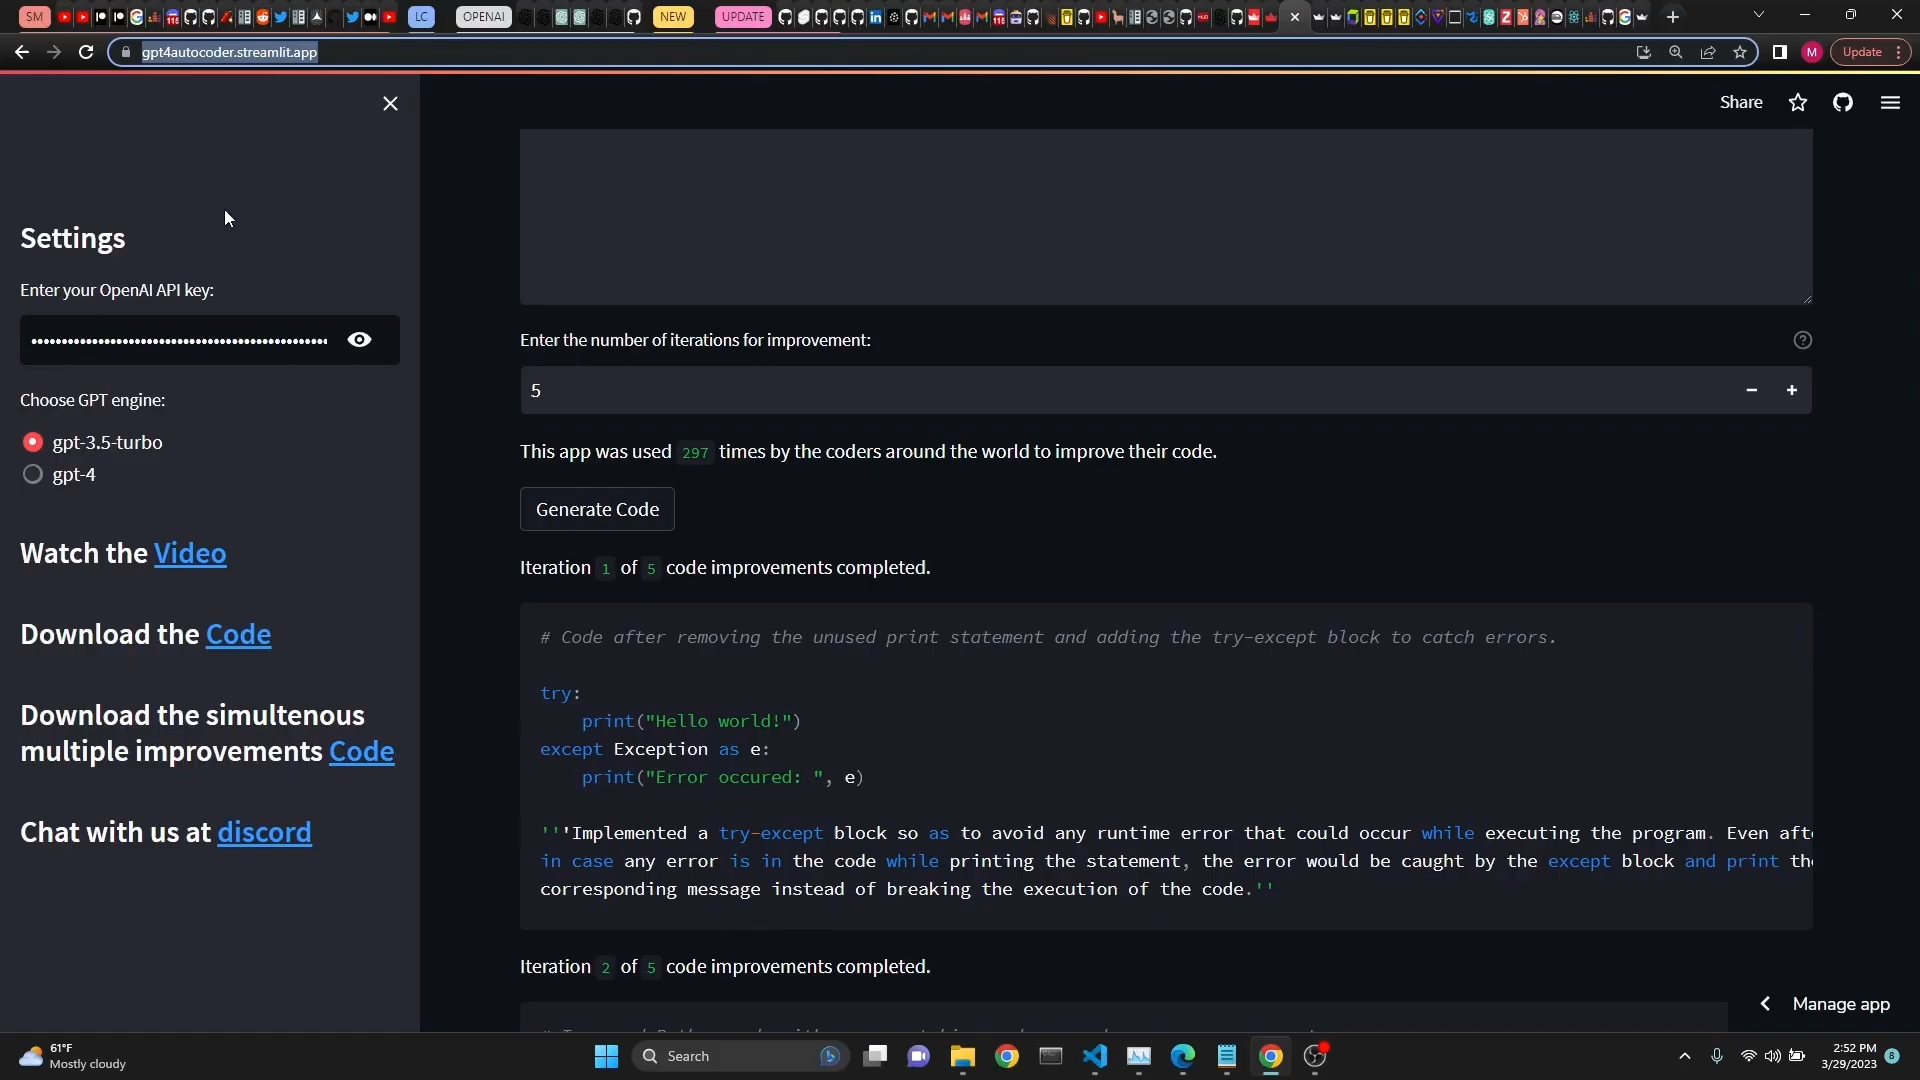 SM
LC
OPENAI
NEW
UPDATE
gpt4autocoder.streamlit.app
M
Update
Share
Settings
Enter your OpenAI API key:
Choose GPT engine:
gpt-3.5-turbo
gpt-4
Watch the Video
Download the Code
Download the simultenous
multiple improvements Code
Chat with us at discord
Enter the number of iterations for improvement:
5
This app was used 297 times by the coders around the world to improve their code.
Generate Code
Iteration 1 of 5 code improvements completed.
# Code after removing the unused print statement and adding the try-except block to catch errors.
try:
print("Hello world!")
except Exception as e:
print("Error occured: ", e)
'''Implemented a try-except block so as to avoid any runtime error that could occur while executing the program. Even afte
in case any error is in the code while printing the statement, the error would be caught by the except block and print the
corresponding message instead of breaking the execution of the code.''
Iteration 2 of 5 code improvements completed.
Manage app
61°F
Mostly cloudy
Search
2:52 PM
3/29/2023
8